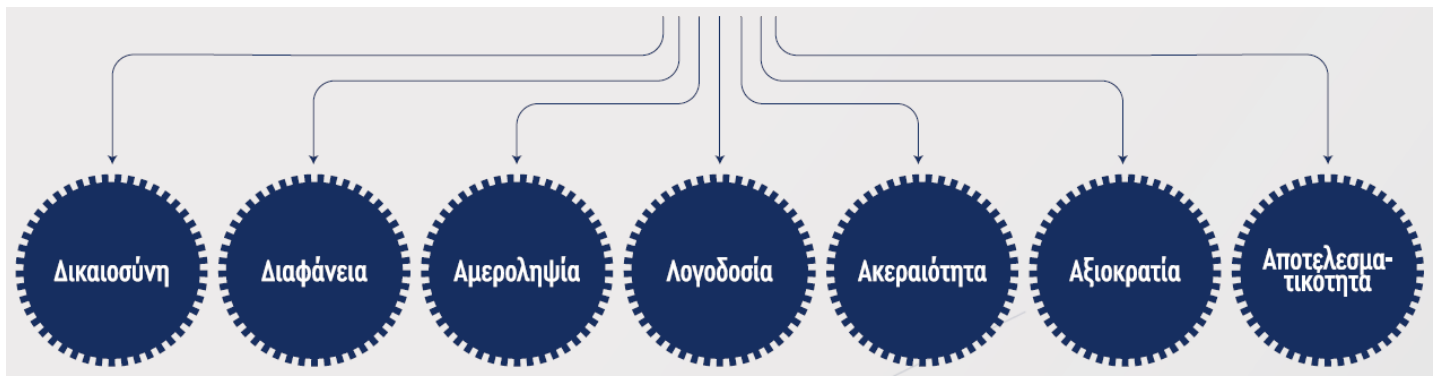 Δικαιοσύνη
Διαφάνεια
Αμεροληψία
Λογοδοσία
Ακεραιότητα
Αξιοκρατία
Αποτελεσμα-
τικότητα